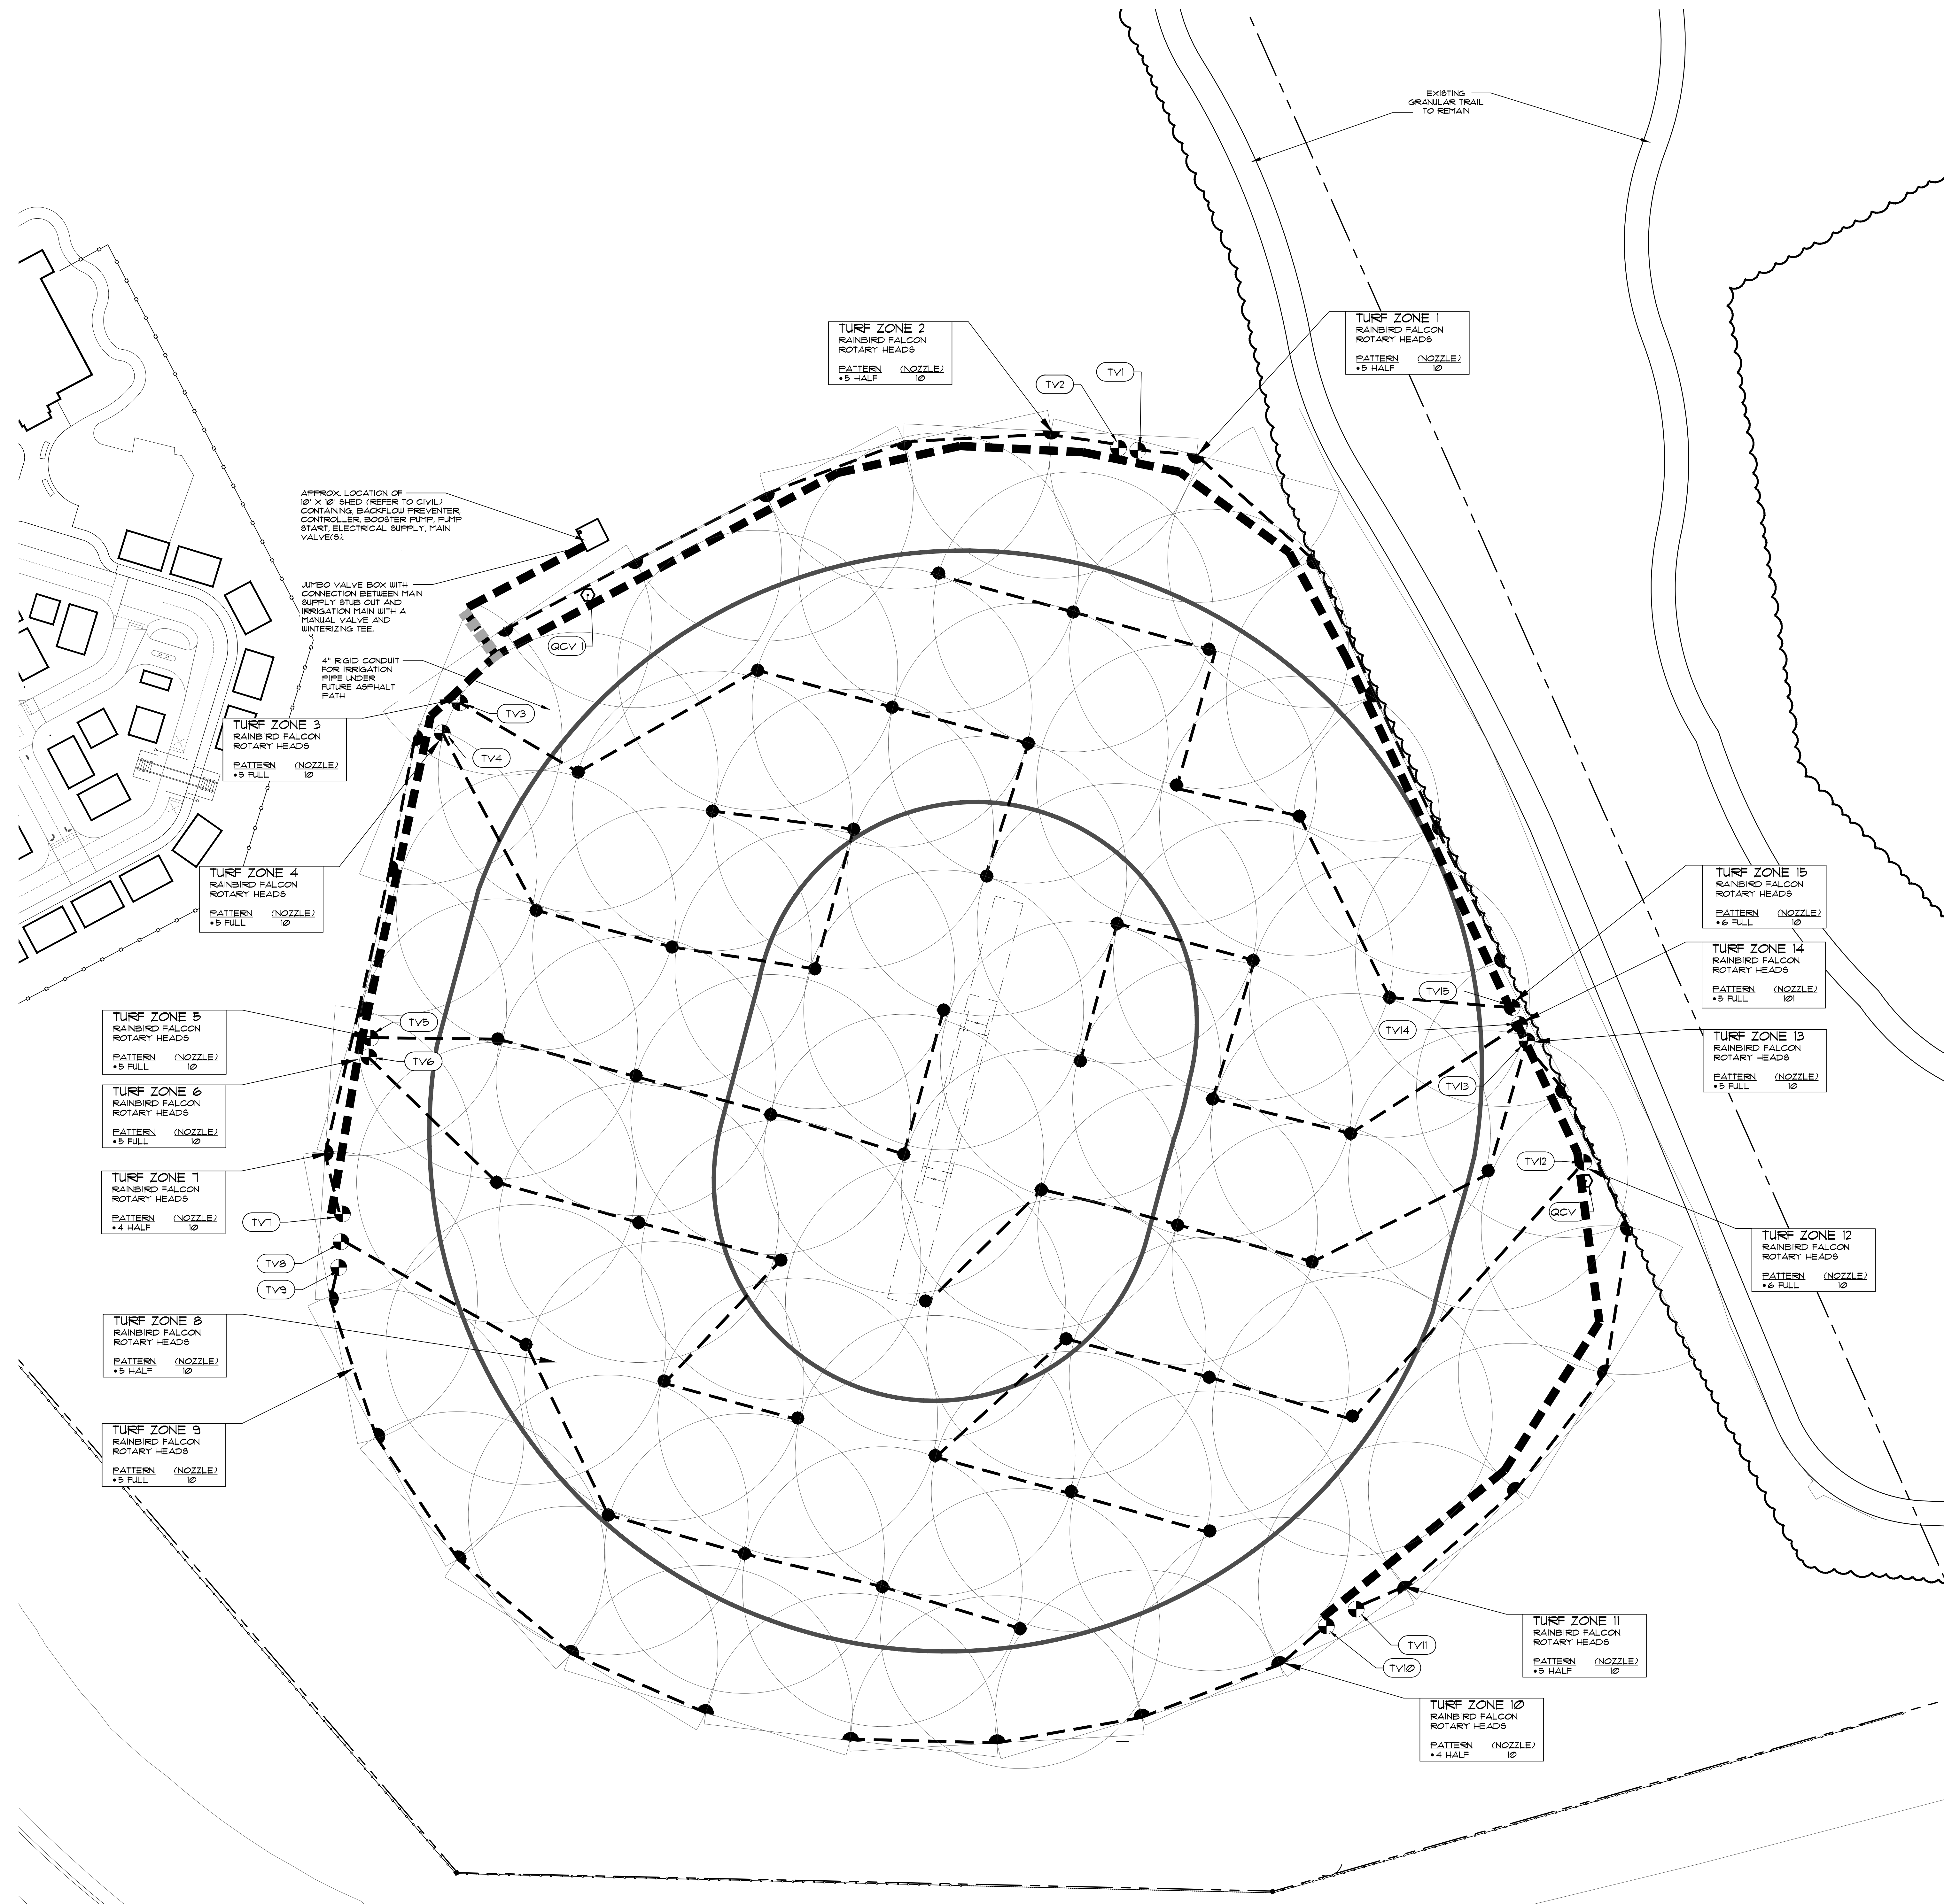 EXISTING
GRANULAR TRAIL
TO REMAIN
TURF ZONE 2
RAINBIRD FALCON
ROTARY HEADS
PATTERN (NOZZLE)
•5 HALF 10
TURF ZONE 1
RAINBIRD FALCON
ROTARY HEADS
PATTERN (NOZZLE)
•5 HALF 10
TV2
TV1
APPROX. LOCATION OF
10' X 10' SHED (REFER TO CIVIL)
CONTAINING, BACKFLOW PREVENTER,
CONTROLLER, BOOSTER PUMP, PUMP
START, ELECTRICAL SUPPLY, MAIN
VALVE(S).
JUMBO VALVE BOX WITH
CONNECTION BETWEEN MAIN
SUPPLY STUB OUT AND
IRRIGATION MAIN WITH A
MANUAL VALVE AND
WINTERIZING TEE.
QCV 1
4" RIGID CONDUIT
FOR IRRIGATION
PIPE UNDER
FUTURE ASPHALT
PATH
TV3
TURF ZONE 3
RAINBIRD FALCON
ROTARY HEADS
PATTERN (NOZZLE)
•5 FULL 10
TV4
TURF ZONE 4
RAINBIRD FALCON
ROTARY HEADS
PATTERN (NOZZLE)
•5 FULL 10
TURF ZONE 15
RAINBIRD FALCON
ROTARY HEADS
PATTERN (NOZZLE)
•6 FULL 10
TURF ZONE 14
RAINBIRD FALCON
ROTARY HEADS
PATTERN (NOZZLE)
•5 FULL 101
TV15
TV14
TV13
TURF ZONE 13
RAINBIRD FALCON
ROTARY HEADS
PATTERN (NOZZLE)
•5 FULL 10
TURF ZONE 5
RAINBIRD FALCON
ROTARY HEADS
PATTERN (NOZZLE)
•5 FULL 10
TV5
TV6
TURF ZONE 6
RAINBIRD FALCON
ROTARY HEADS
PATTERN (NOZZLE)
•5 FULL 10
TURF ZONE 7
RAINBIRD FALCON
ROTARY HEADS
PATTERN (NOZZLE)
•4 HALF 10
TV7
TV8
TV9
TV12
QCV
TURF ZONE 12
RAINBIRD FALCON
ROTARY HEADS
PATTERN (NOZZLE)
•6 FULL 10
TURF ZONE 8
RAINBIRD FALCON
ROTARY HEADS
PATTERN (NOZZLE)
•5 HALF 10
TURF ZONE 9
RAINBIRD FALCON
ROTARY HEADS
PATTERN (NOZZLE)
•5 FULL 10
TV11
TV10
TURF ZONE 11
RAINBIRD FALCON
ROTARY HEADS
PATTERN (NOZZLE)
•5 HALF 10
TURF ZONE 10
RAINBIRD FALCON
ROTARY HEADS
PATTERN (NOZZLE)
•4 HALF 10